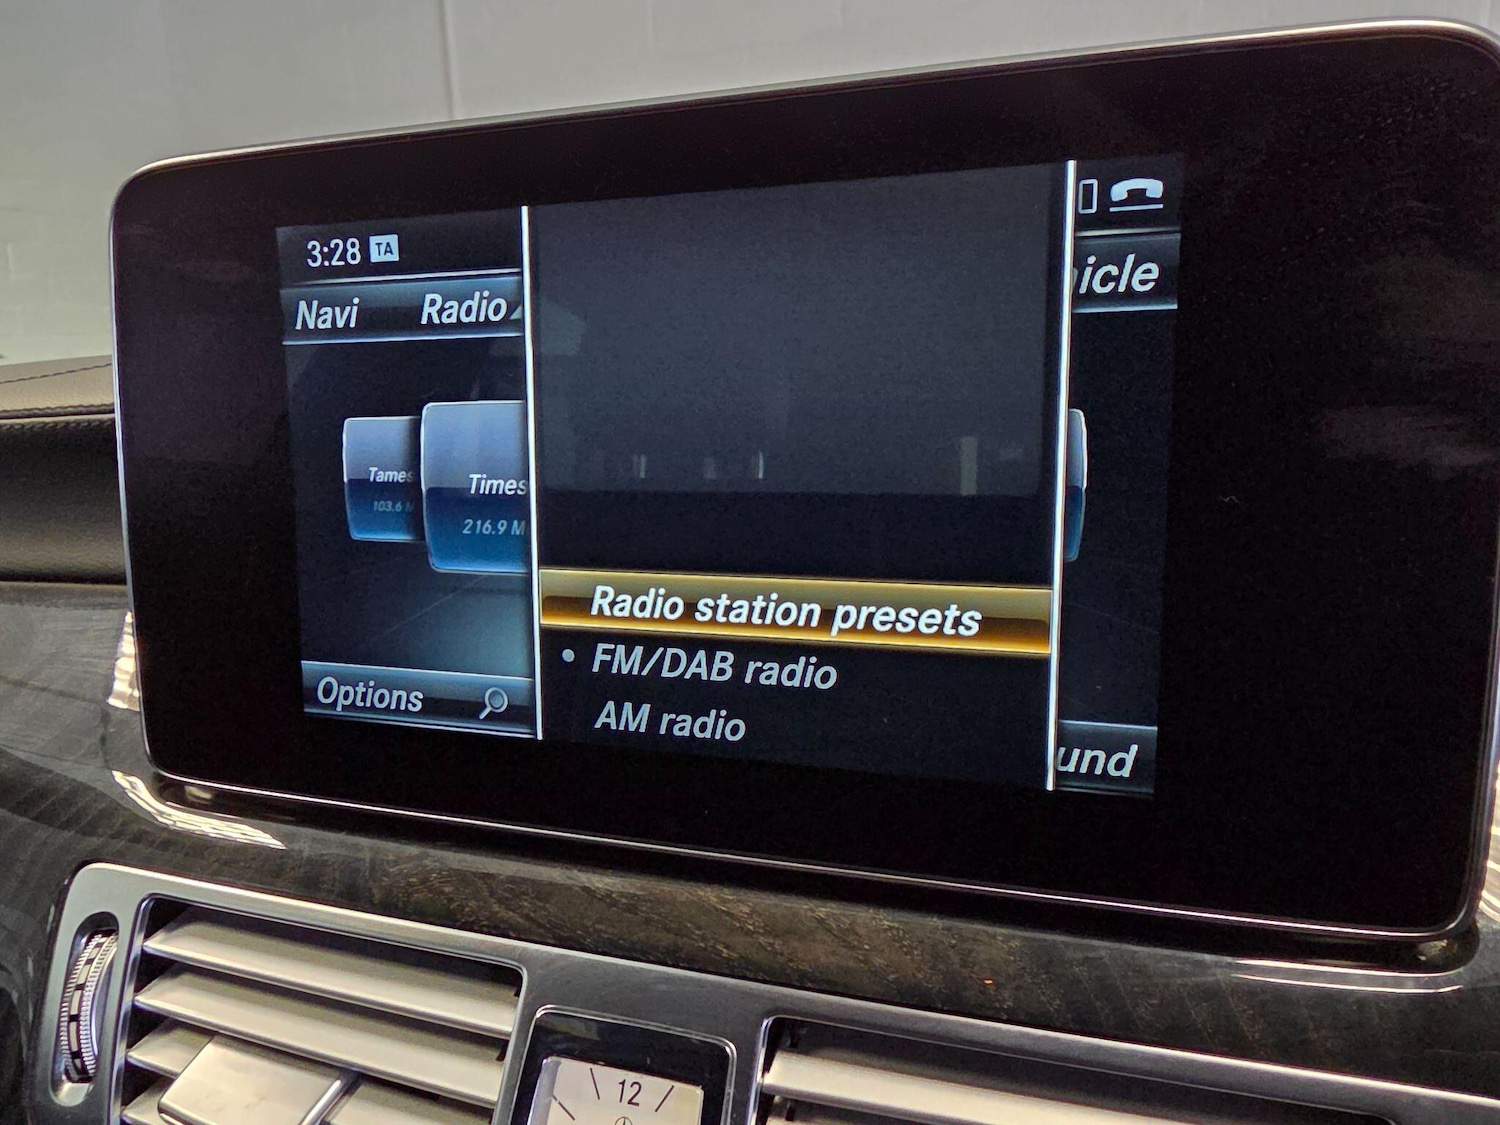 3:28 TA
Navi Radio icle
Tames Times
103.6 M 216.9 M
Radio station presets
FM/DAB radio
AM radio
Options und
12